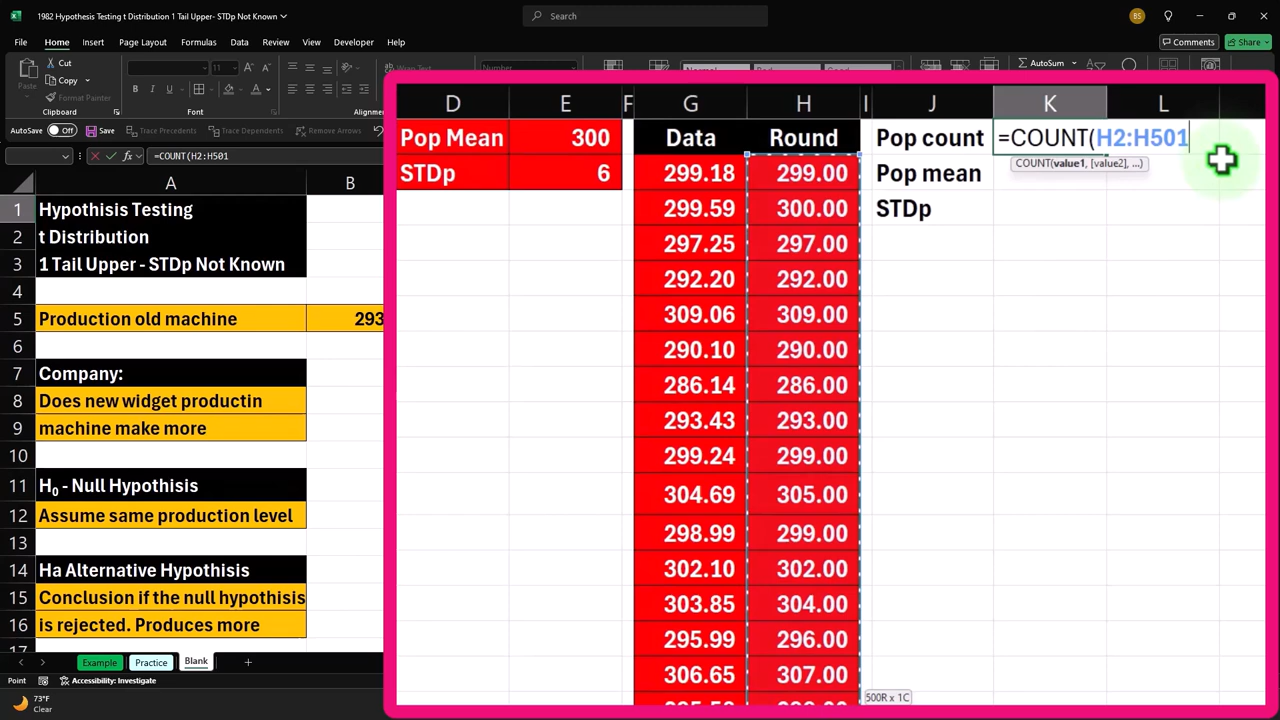 1982 Hypothesis Testing t Distribution 1 Tail Upper- STDp Not Known
Search
BS
File Home Insert Page Layout Formulas Data Review View Developer Help
Comments Share
Cut
Copy
Format Painter
Paste
Clipboard
11
Wrap Text
Number
Normal
AutoSum
AutoSave Off Save Trace Precedents Trace Dependents
=COUNT(H2:H501
A B
1 Hypothisis Testing
2 t Distribution
3 1 Tail Upper - STDp Not Known
4
5 Production old machine 293
6
7 Company:
8 Does new widget productin
9 machine make more
10
11 H₀ - Null Hypothisis
12 Assume same production level
13
14 Ha Alternative Hypothisis
15 Conclusion if the null hypothisis
16 is rejected. Produces more
17
D E F G H I J K L
Pop Mean 300 Data Round Pop count =COUNT(H2:H501
COUNT(value1, [value2], ...)
STDp 6 299.18 299.00 Pop mean
299.59 300.00 STDp
297.25 297.00
292.20 292.00
309.06 309.00
290.10 290.00
286.14 286.00
293.43 293.00
299.24 299.00
304.69 305.00
298.99 299.00
302.10 302.00
303.85 304.00
295.99 296.00
306.65 307.00
500R x 1C
Example Practice Blank
Point Accessibility: Investigate
73°F
Clear